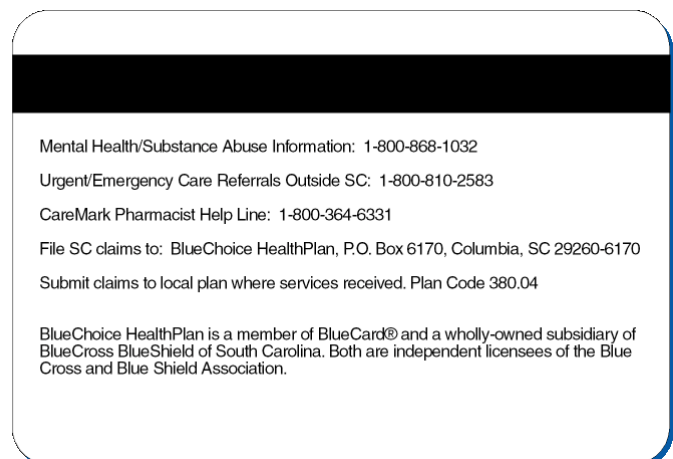 Mental Health/Substance Abuse Information: 1-800-868-1032
Urgent/Emergency Care Referrals Outside SC: 1-800-810-2583
CareMark Pharmacist Help Line: 1-800-364-6331
File SC claims to: BlueChoice HealthPlan, P.O. Box 6170, Columbia, SC 29260-6170
Submit claims to local plan where services received. Plan Code 380.04
BlueChoice HealthPlan is a member of BlueCard® and a wholly-owned subsidiary of
BlueCross BlueShield of South Carolina. Both are independent licensees of the Blue
Cross and Blue Shield Association.